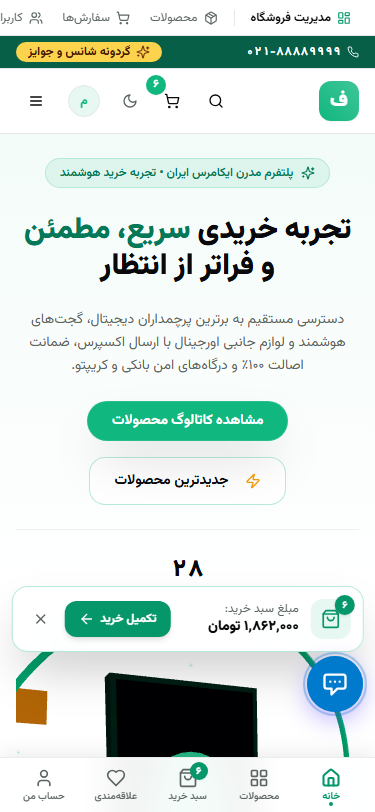 مدیریت فروشگاه
محصولات
سفارش‌ها
کاربرا
۰۲۱-۸۸۸۸۹۹۹۹
گردونه شانس و جوایز
ف
۶
م
پلتفرم مدرن ایکامرس ایران • تجربه خرید هوشمند
تجربه خریدی سریع، مطمئن
و فراتر از انتظار
دسترسی مستقیم به برترین پرچمداران دیجیتال، گجت‌های
هوشمند و لوازم جانبی اورجینال با ارسال اکسپرس، ضمانت
اصالت ۱۰۰٪ و درگاه‌های امن بانکی و کریپتو.
مشاهده کاتالوگ محصولات
جدیدترین محصولات
۲۸
۶
مبلغ سبد خرید:
۱,۸۶۲,۰۰۰ تومان
تکمیل خرید
خانه
محصولات
۶
سبد خرید
علاقه‌مندی
حساب من